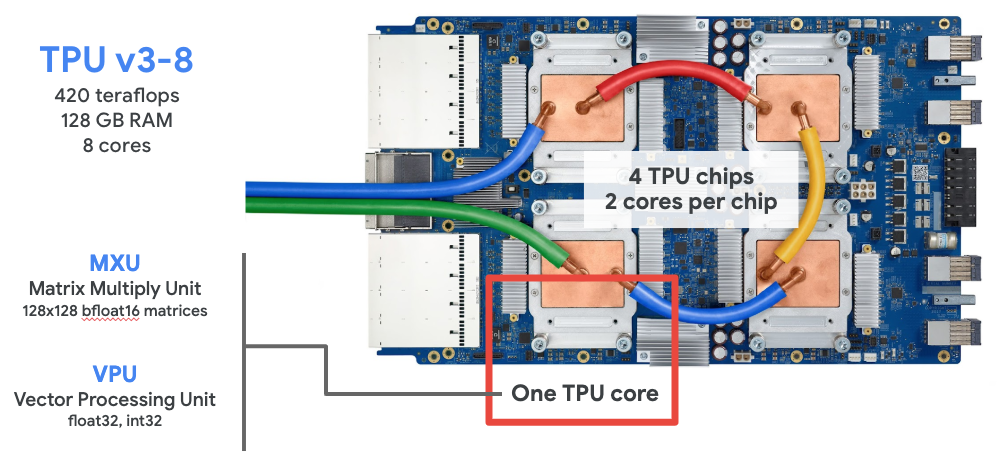 TPU v3-8
420 teraflops
128 GB RAM
8 cores
4 TPU chips
2 cores per chip
MXU
Matrix Multiply Unit
128x128 bfloat16 matrices
VPU
Vector Processing Unit
float32, int32
One TPU core